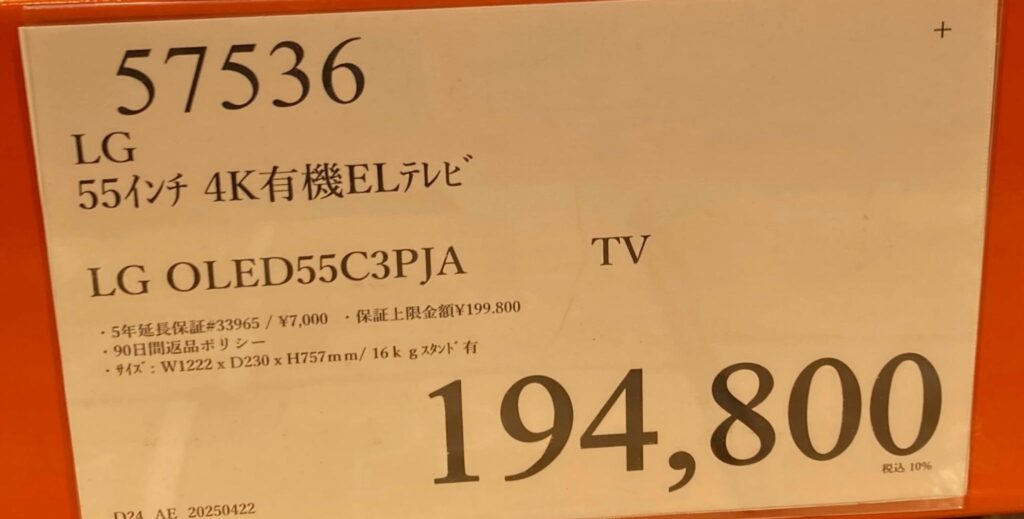 +
57536
LG
55インチ 4K有機ELテレビ
LG OLED55C3PJA TV
・5年延長保証#33965 / ¥7,000 ・保証上限金額¥199.800
・90日間返品ポリシー
・サイズ : W1222 x D230 x H757mm/ 16ｋｇスタンド有
194,800
税込 10%
D24 AE 20250422